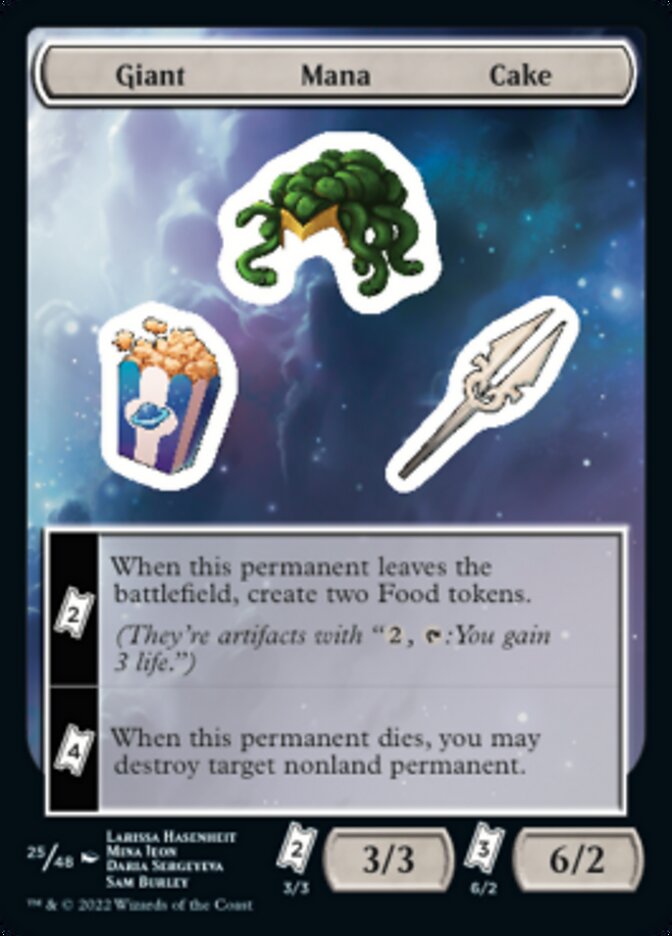 Giant Mana Cake
When this permanent leaves the
battlefield, create two Food tokens.
2
(They're artifacts with “2, T:You gain
3 life.”)
When this permanent dies, you may
4
destroy target nonland permanent.
25/48
Larissa Hasenheit
Mina Jeon
Daria Sergeyeva
Sam Burley
2
3/3
3/3
3
6/2
6/2
™ & © 2022 Wizards of the Coast